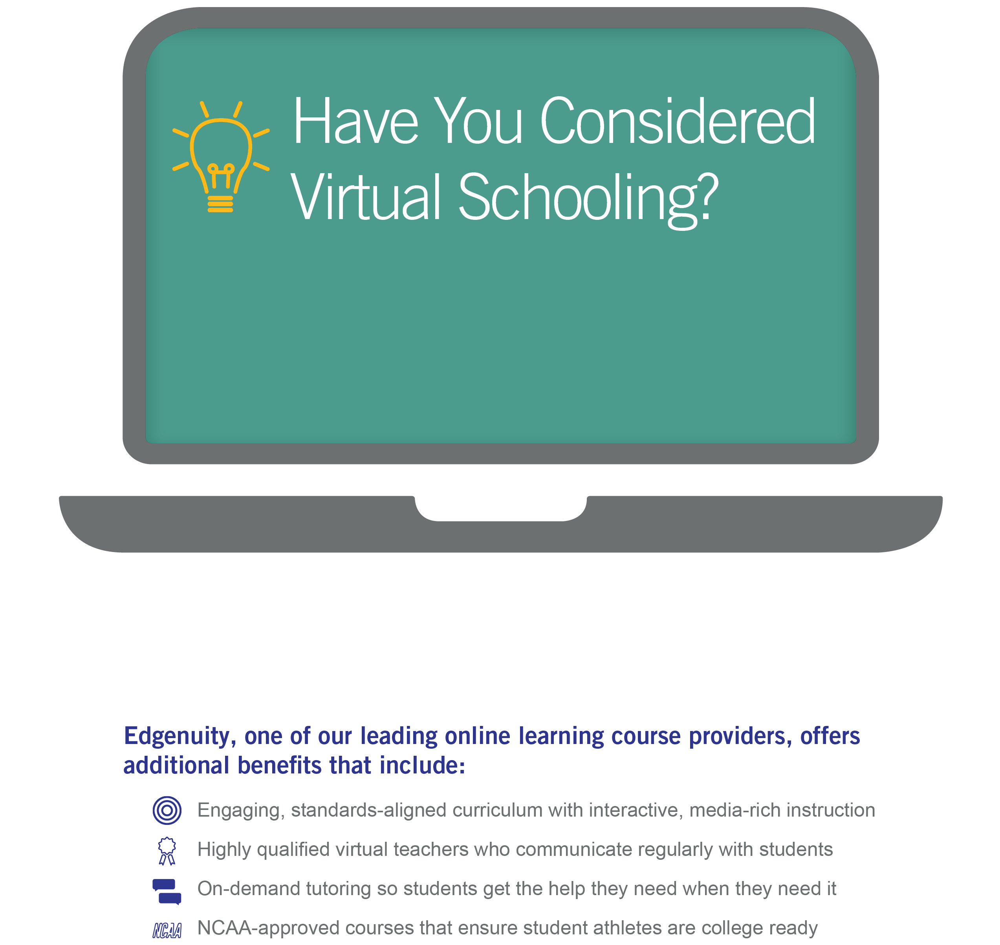 Have You Considered
Virtual Schooling?
Edgenuity, one of our leading online learning course providers, offers
additional benefits that include:
Engaging, standards-aligned curriculum with interactive, media-rich instruction
Highly qualified virtual teachers who communicate regularly with students
On-demand tutoring so students get the help they need when they need it
NCAA NCAA-approved courses that ensure student athletes are college ready